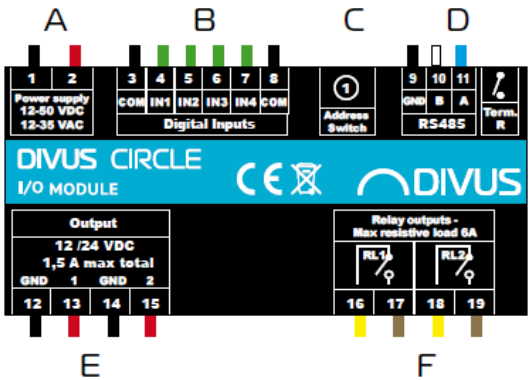 A B C D
1 2 3 4 5 6 7 8 9 10 11
COM IN1 IN2 IN3 IN4 COM GND B A
Power supply
12-50 VDC
12-35 VAC
Digital Inputs
1
Address
Switch
RS485
Term.
R
DIVUS CIRCLE
I/O MODULE
CE
DIVUS
Output
12 /24 VDC
1,5 A max total
GND 1 GND 2
12 13 14 15
Relay outputs -
Max resistive load 6A
RL1 RL2
16 17 18 19
E F